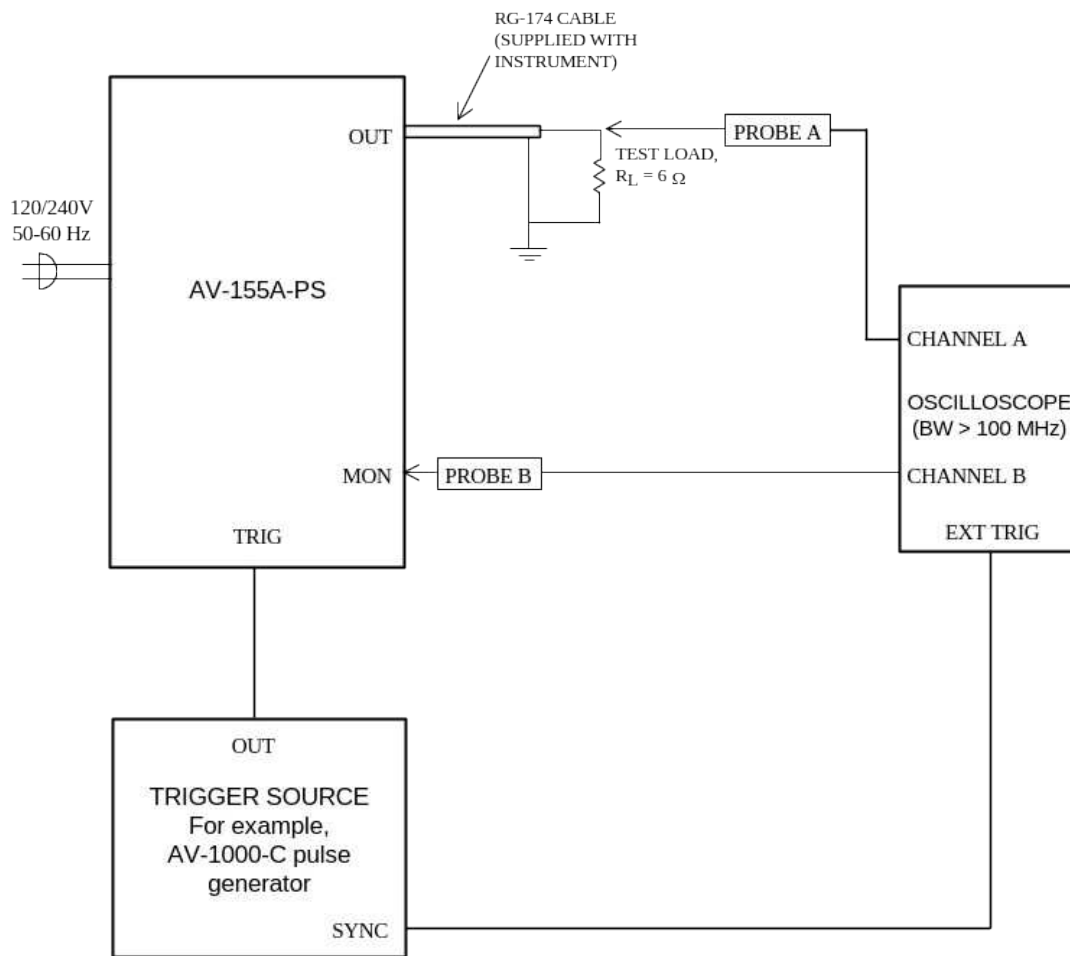 RG-174 CABLE
(SUPPLIED WITH
INSTRUMENT)
OUT
PROBE A
TEST LOAD,
RL = 6 Ω
120/240V
50-60 Hz
AV-155A-PS
CHANNEL A
OSCILLOSCOPE
(BW > 100 MHz)
MON
PROBE B
CHANNEL B
TRIG
EXT TRIG
OUT
TRIGGER SOURCE
For example,
AV-1000-C pulse
generator
SYNC